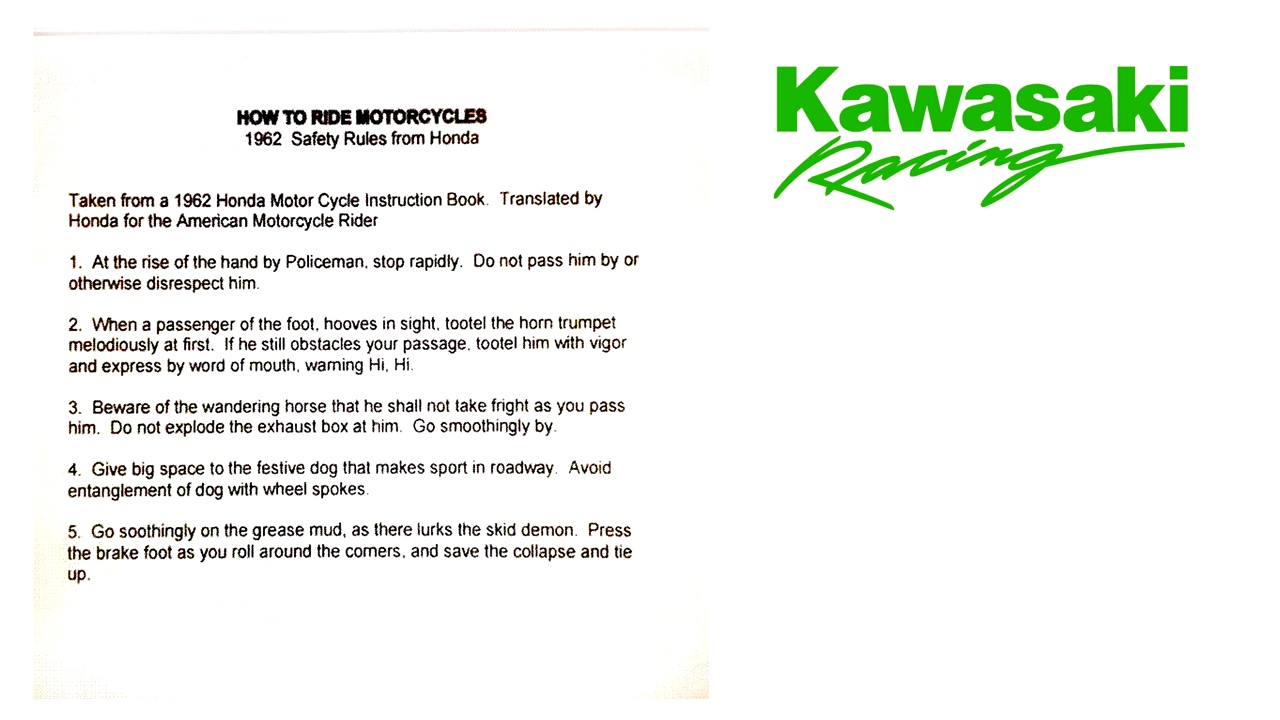 HOW TO RIDE MOTORCYCLES
1962 Safety Rules from Honda
Taken from a 1962 Honda Motor Cycle Instruction Book. Translated by
Honda for the American Motorcycle Rider
1. At the rise of the hand by Policeman, stop rapidly. Do not pass him by or
otherwise disrespect him.
2. When a passenger of the foot, hooves in sight, tootel the horn trumpet
melodiously at first. If he still obstacles your passage, tootel him with vigor
and express by word of mouth, warning Hi, Hi.
3. Beware of the wandering horse that he shall not take fright as you pass
him. Do not explode the exhaust box at him. Go smoothingly by.
4. Give big space to the festive dog that makes sport in roadway. Avoid
entanglement of dog with wheel spokes.
5. Go soothingly on the grease mud, as there lurks the skid demon. Press
the brake foot as you roll around the corners, and save the collapse and tie
up.
Kawasaki
Racing